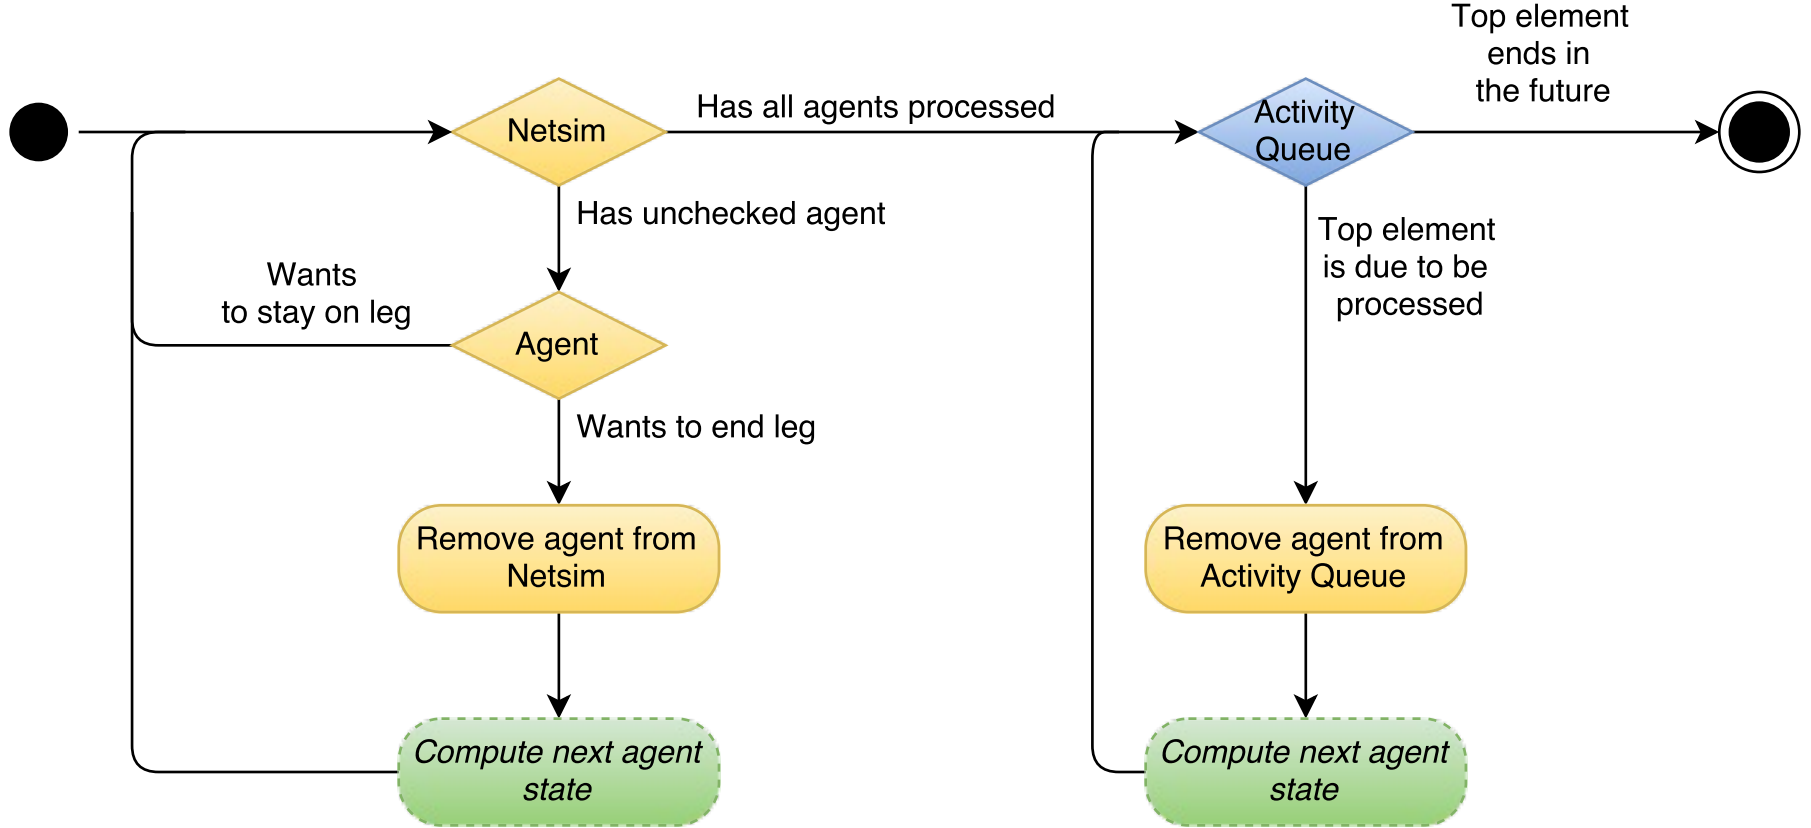 Top element
ends in
the future
Netsim
Has all agents processed
Activity
Queue
Has unchecked agent
Top element
is due to be
processed
Wants
to stay on leg
Agent
Wants to end leg
Remove agent from
Netsim
Remove agent from
Activity Queue
Compute next agent
state
Compute next agent
state